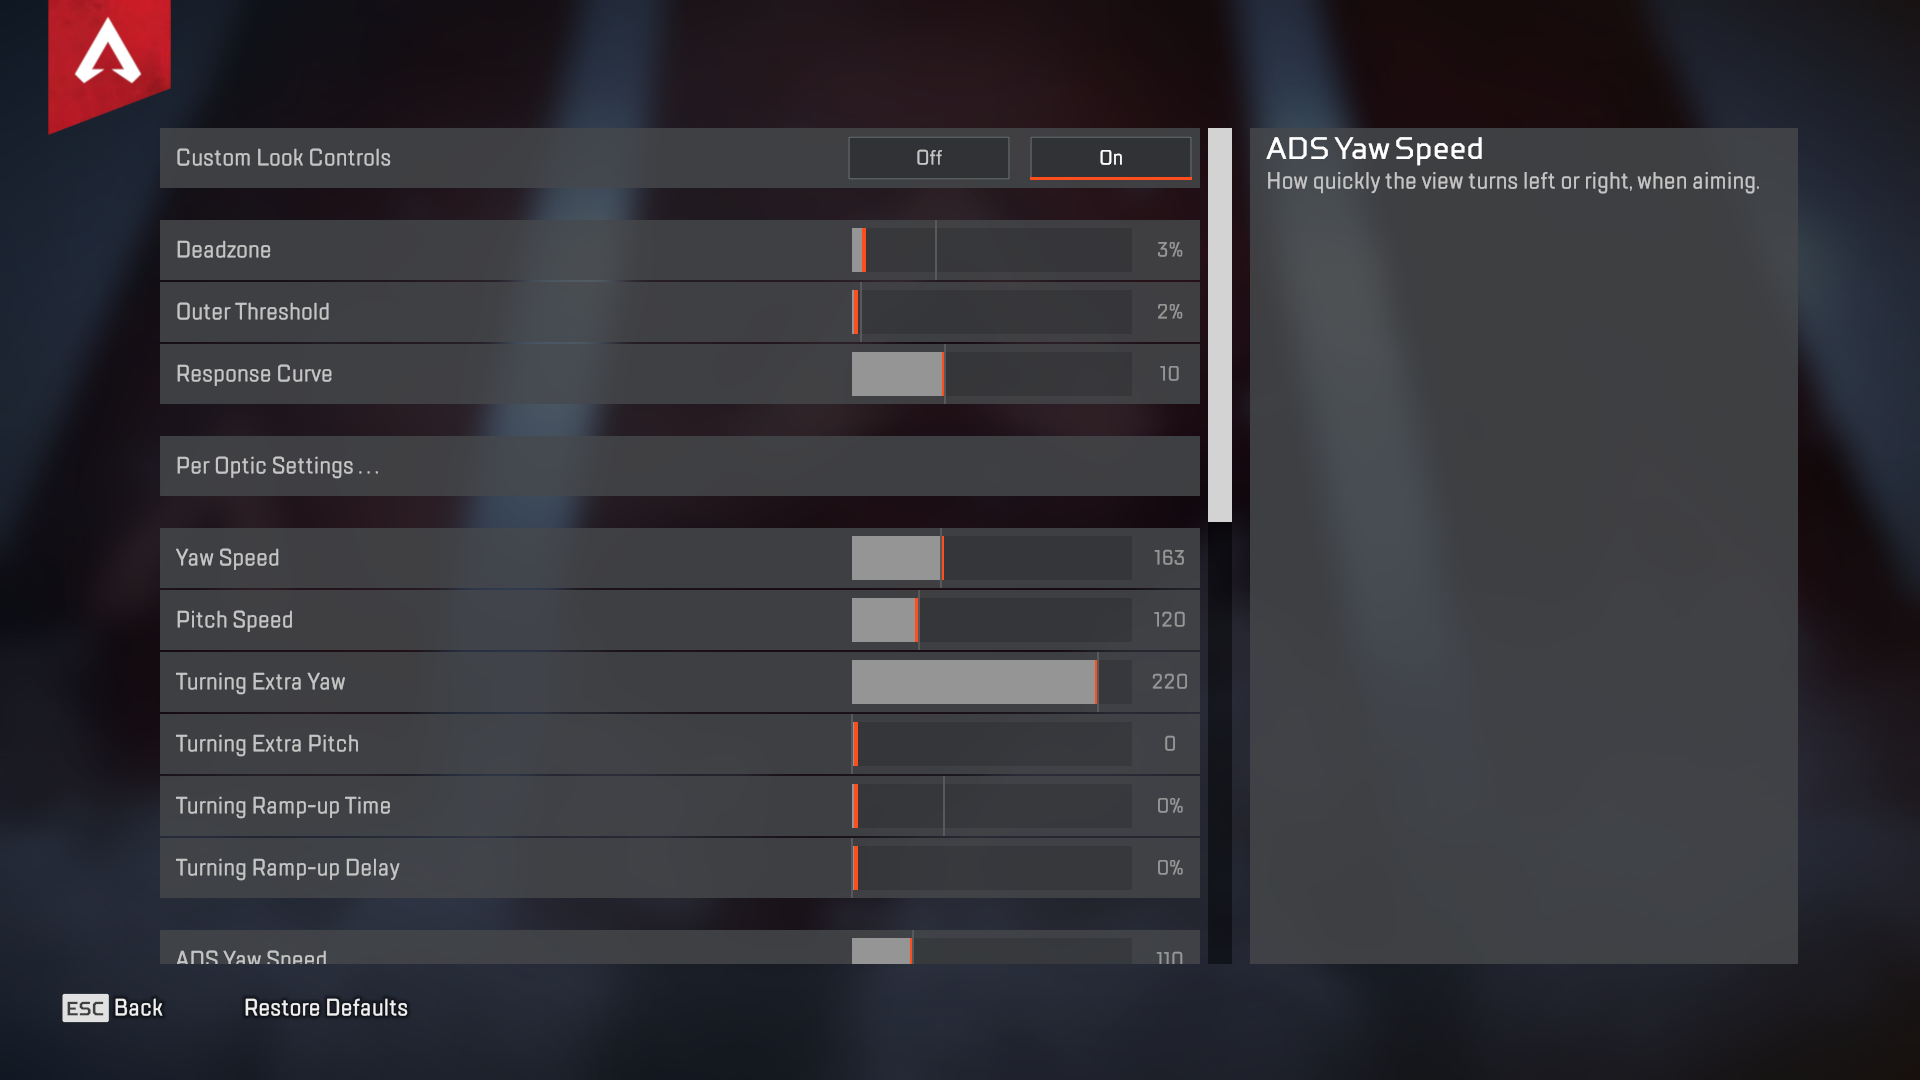 Custom Look Controls Off On
Deadzone 3%
Outer Threshold 2%
Response Curve 10
Per Optic Settings ...
Yaw Speed 163
Pitch Speed 120
Turning Extra Yaw 220
Turning Extra Pitch 0
Turning Ramp-up Time 0%
Turning Ramp-up Delay 0%
ADS Yaw Speed 110
ADS Yaw Speed
How quickly the view turns left or right, when aiming.
ESC Back Restore Defaults